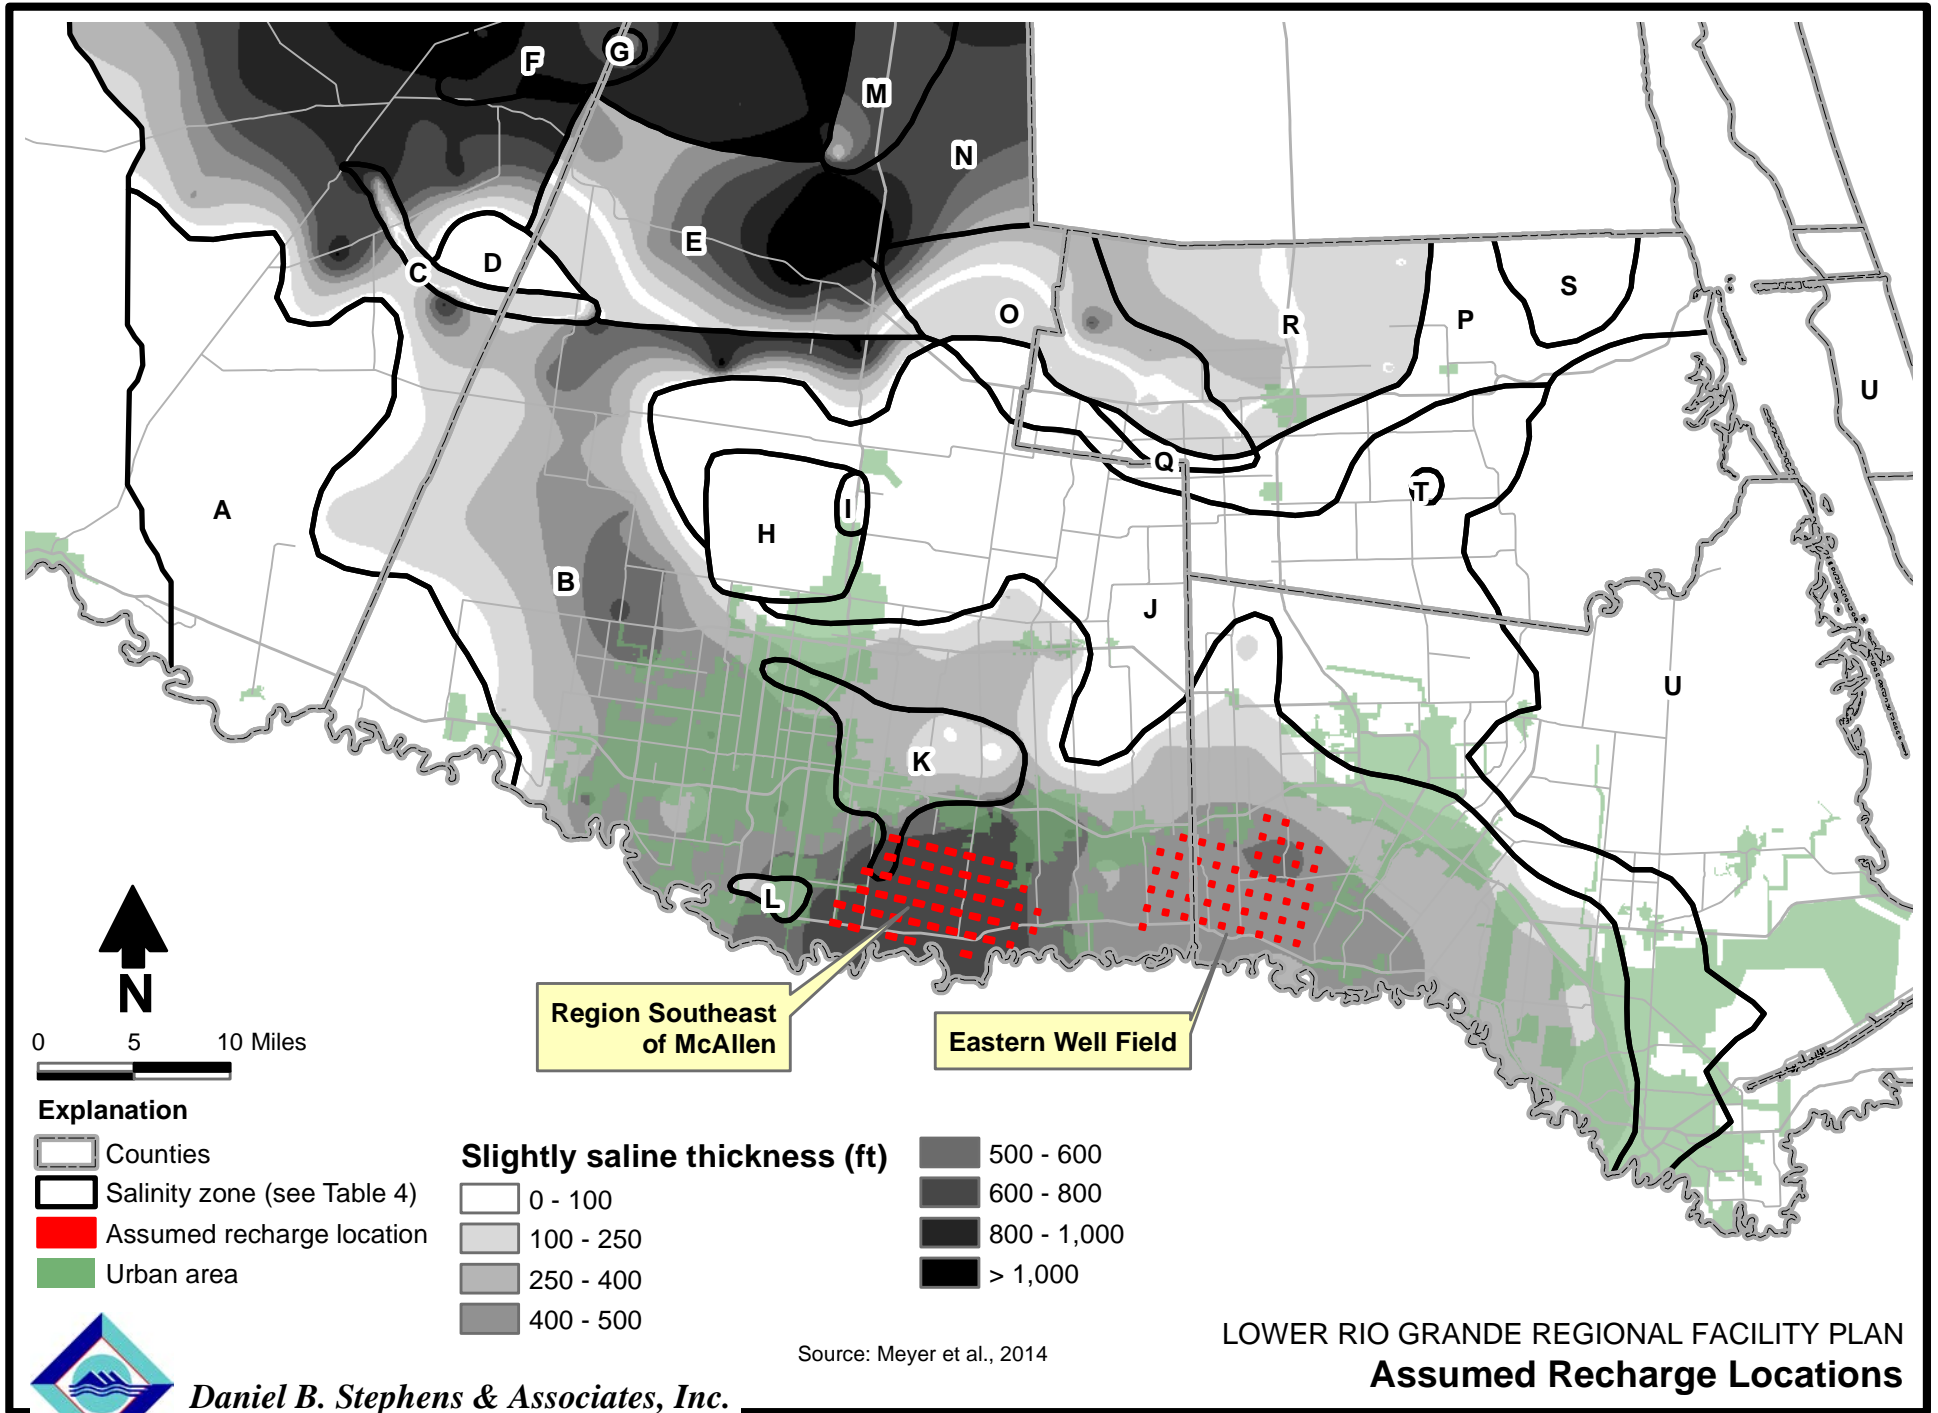 F
G
M
N
E
C
D
O
R
P
S
U
A
B
H
I
Q
T
J
U
K
L
N
Region Southeast
of McAllen
Eastern Well Field
0 5 10 Miles
Explanation
Counties
Salinity zone (see Table 4)
Assumed recharge location
Urban area
Slightly saline thickness (ft)
0 - 100
100 - 250
250 - 400
400 - 500
500 - 600
600 - 800
800 - 1,000
> 1,000
Source: Meyer et al., 2014
LOWER RIO GRANDE REGIONAL FACILITY PLAN
Assumed Recharge Locations
Daniel B. Stephens & Associates, Inc.